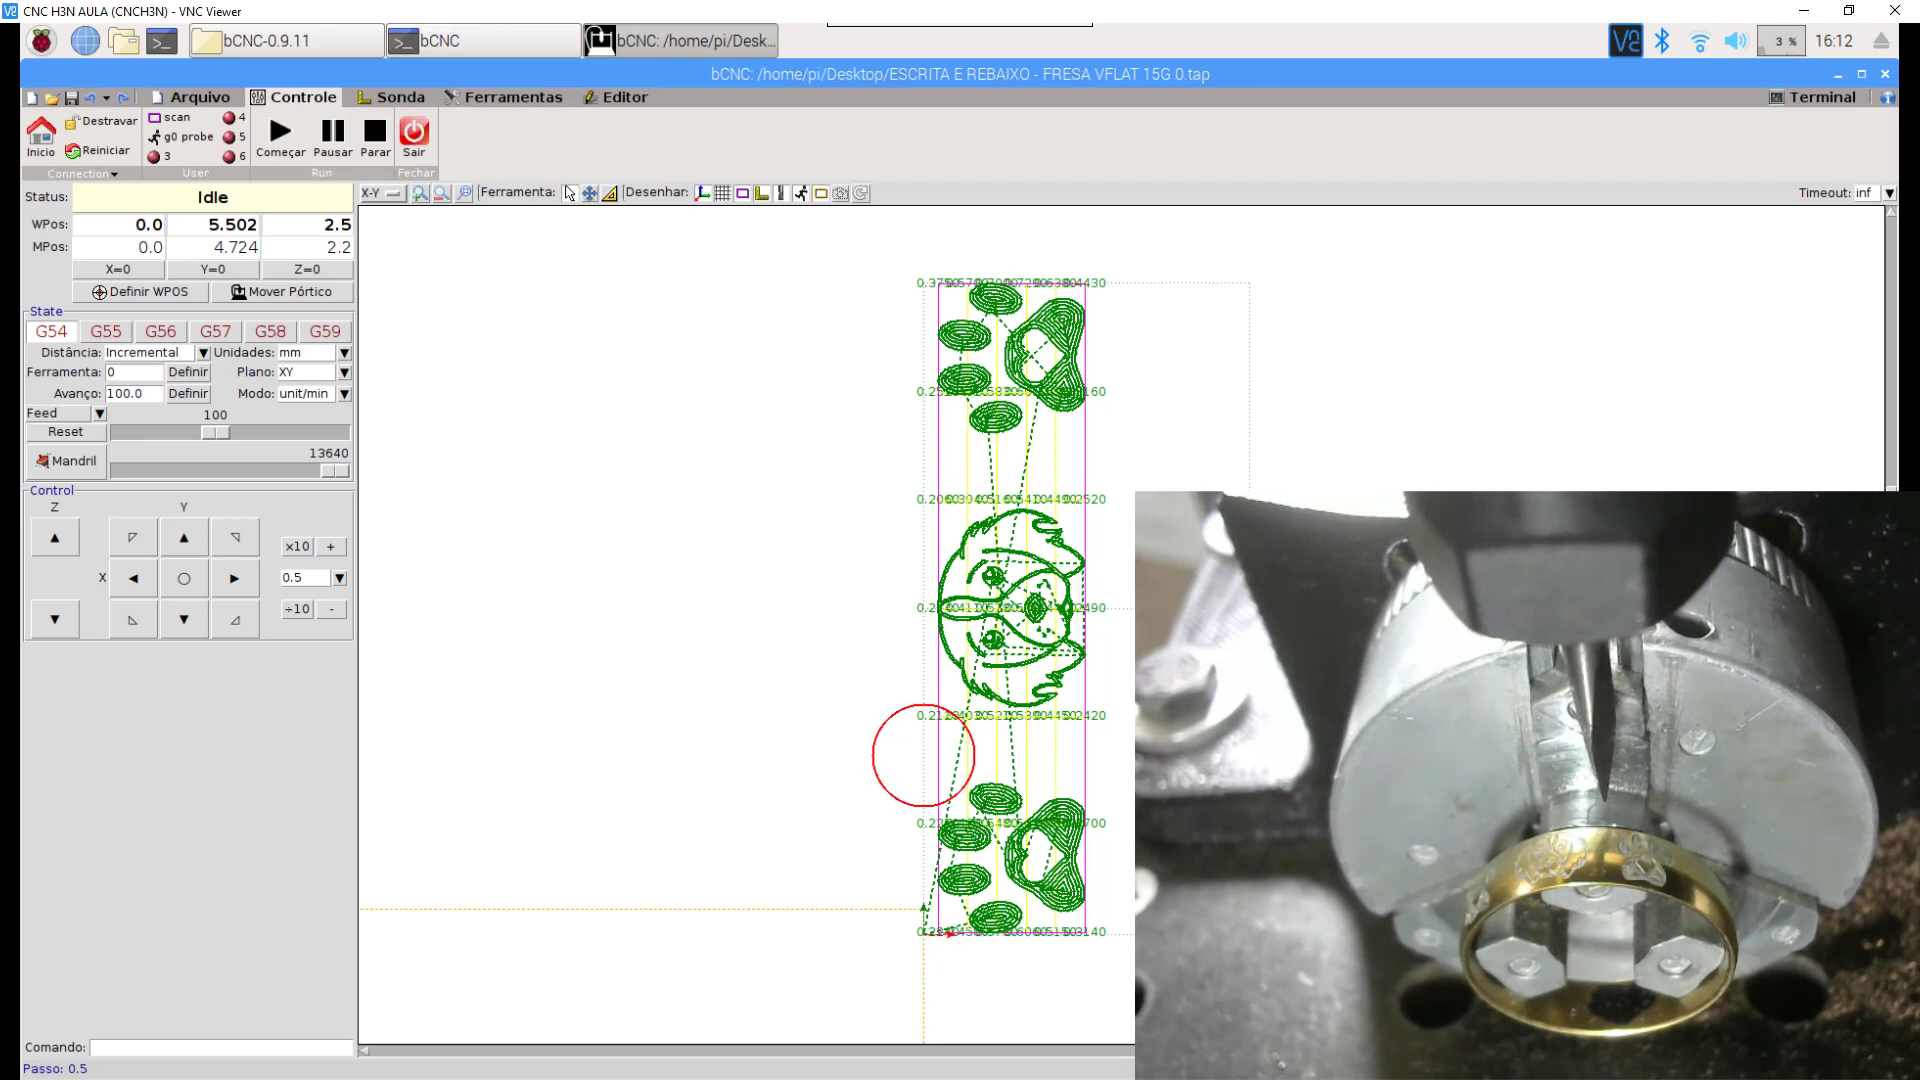 CNC H3N AULA (CNCH3N) - VNC Viewer
bCNC-0.9.11
bCNC
bCNC: /home/pi/Desk...
3 %
16:12
bCNC: /home/pi/Desktop/ESCRITA E REBAIXO - FRESA VFLAT 15G 0.tap
Arquivo Controle Sonda Ferramentas Editor Terminal
Inicio
Destravar
Reiniciar
Connection
scan 4
g0 probe 5
3 6
User
Começar Pausar Parar
Run
Sair
Fechar
Status: Idle
WPos: 0.0 5.502 2.5
MPos: 0.0 4.724 2.2
X=0 Y=0 Z=0
Definir WPOS Mover Pórtico
State
G54 G55 G56 G57 G58 G59
Distância: Incremental Unidades: mm
Ferramenta: 0 Definir Plano: XY
Avanço: 100.0 Definir Modo: unit/min
Feed 100
Reset
Mandril 13640
Control
Z Y
X
×10 +
0.5
÷10 -
Comando:
Passo: 0.5
X-Y Ferramenta: Desenhar: Timeout: inf